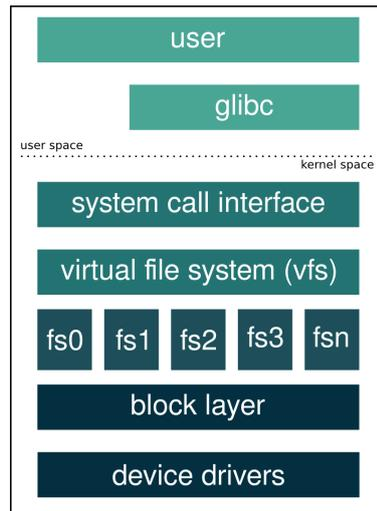 user
glibc
user space
kernel space
system call interface
virtual file system (vfs)
fs0 fs1 fs2 fs3 fsn
block layer
device drivers